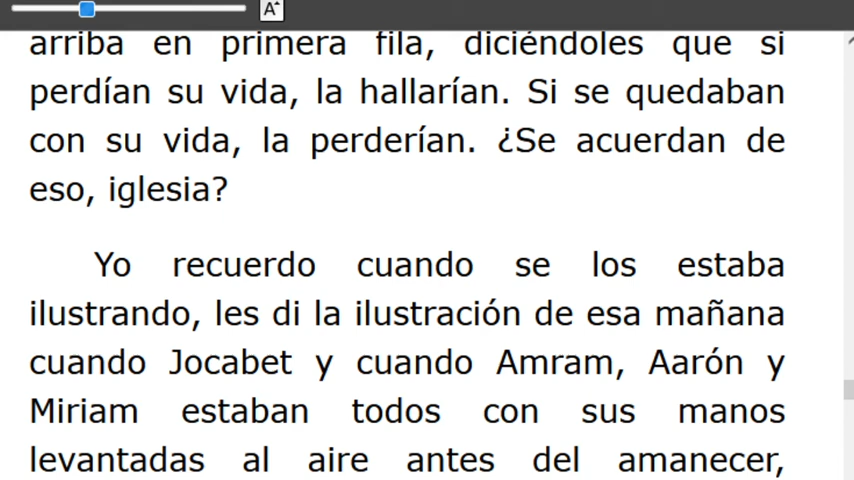 A
arriba en primera fila, diciéndoles que si
perdían su vida, la hallarían. Si se quedaban
con su vida, la perderían. ¿Se acuerdan de
eso, iglesia?
Yo recuerdo cuando se los estaba
ilustrando, les di la ilustración de esa mañana
cuando Jocabet y cuando Amram, Aarón y
Miriam estaban todos con sus manos
levantadas al aire antes del amanecer,